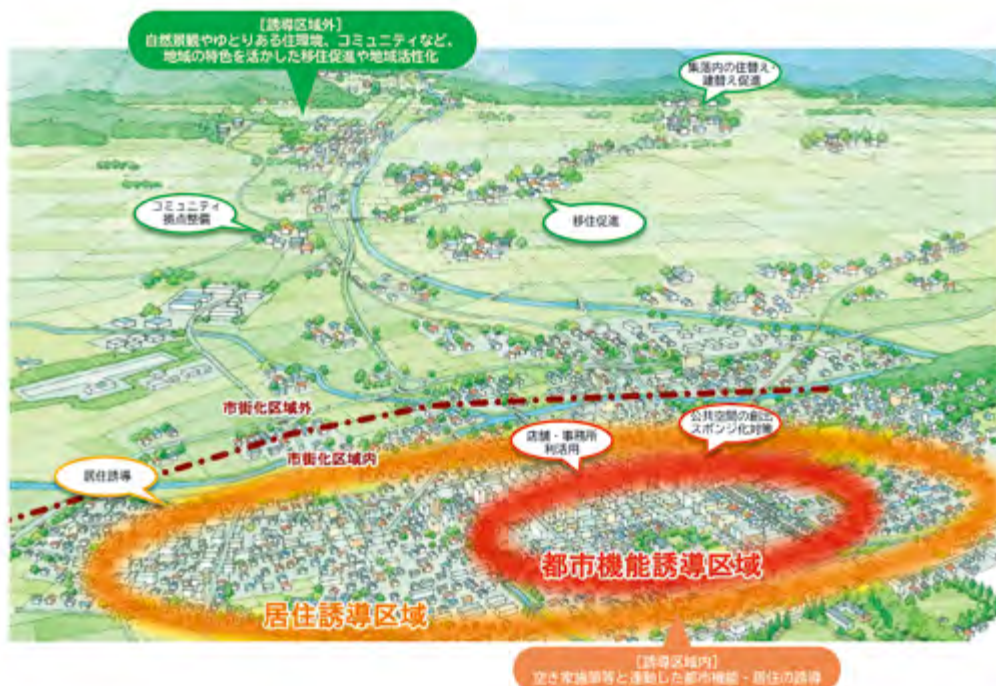 [誘導区域外]
自然景観やゆとりある住環境、コミュニティなど、
地域の特色を活かした移住促進や地域活性化
集落内の住替え・
建替え促進
コミュニティ
拠点整備
移住促進
市街化区域外
市街化区域内
店舗・事務所
利活用
公共空間の創出
スポンジ化対策
居住誘導
都市機能誘導区域
居住誘導区域
[誘導区域内]
空き家施策等と連動した都市機能・居住の誘導